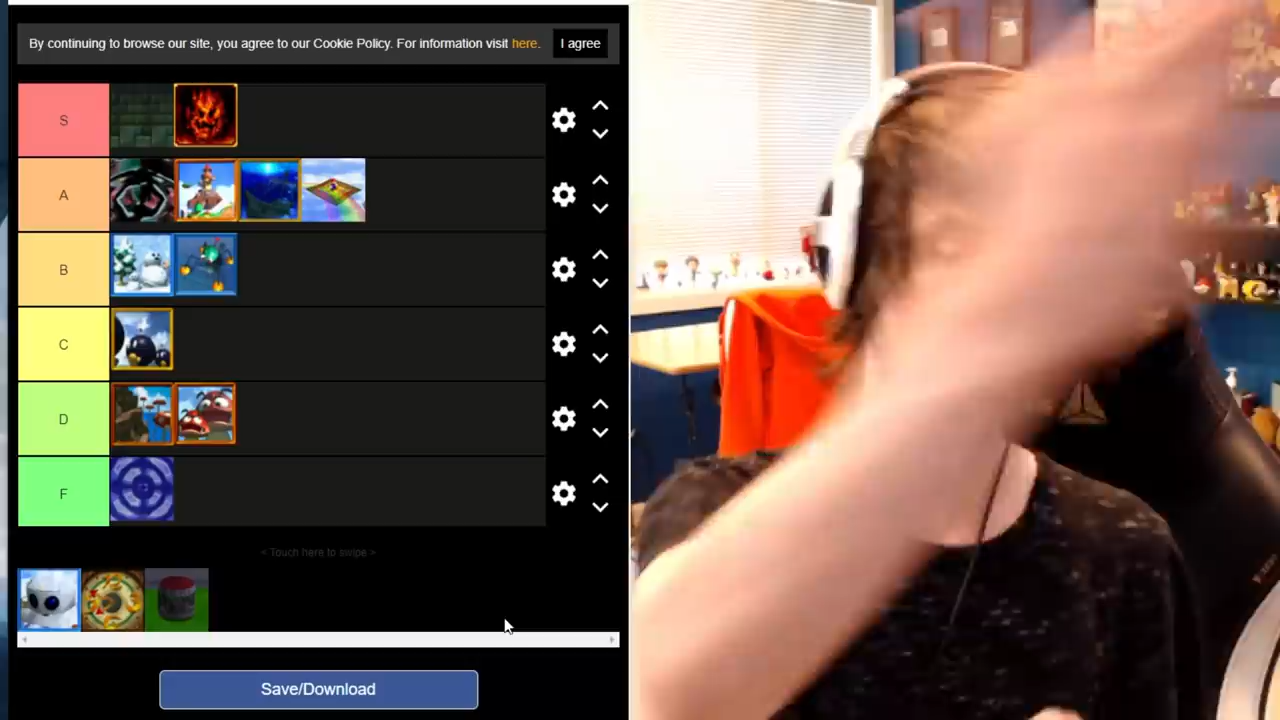 By continuing to browse our site, you agree to our Cookie Policy. For information visit here. I agree
S
A
B
C
D
F
< Touch here to swipe >
Save/Download